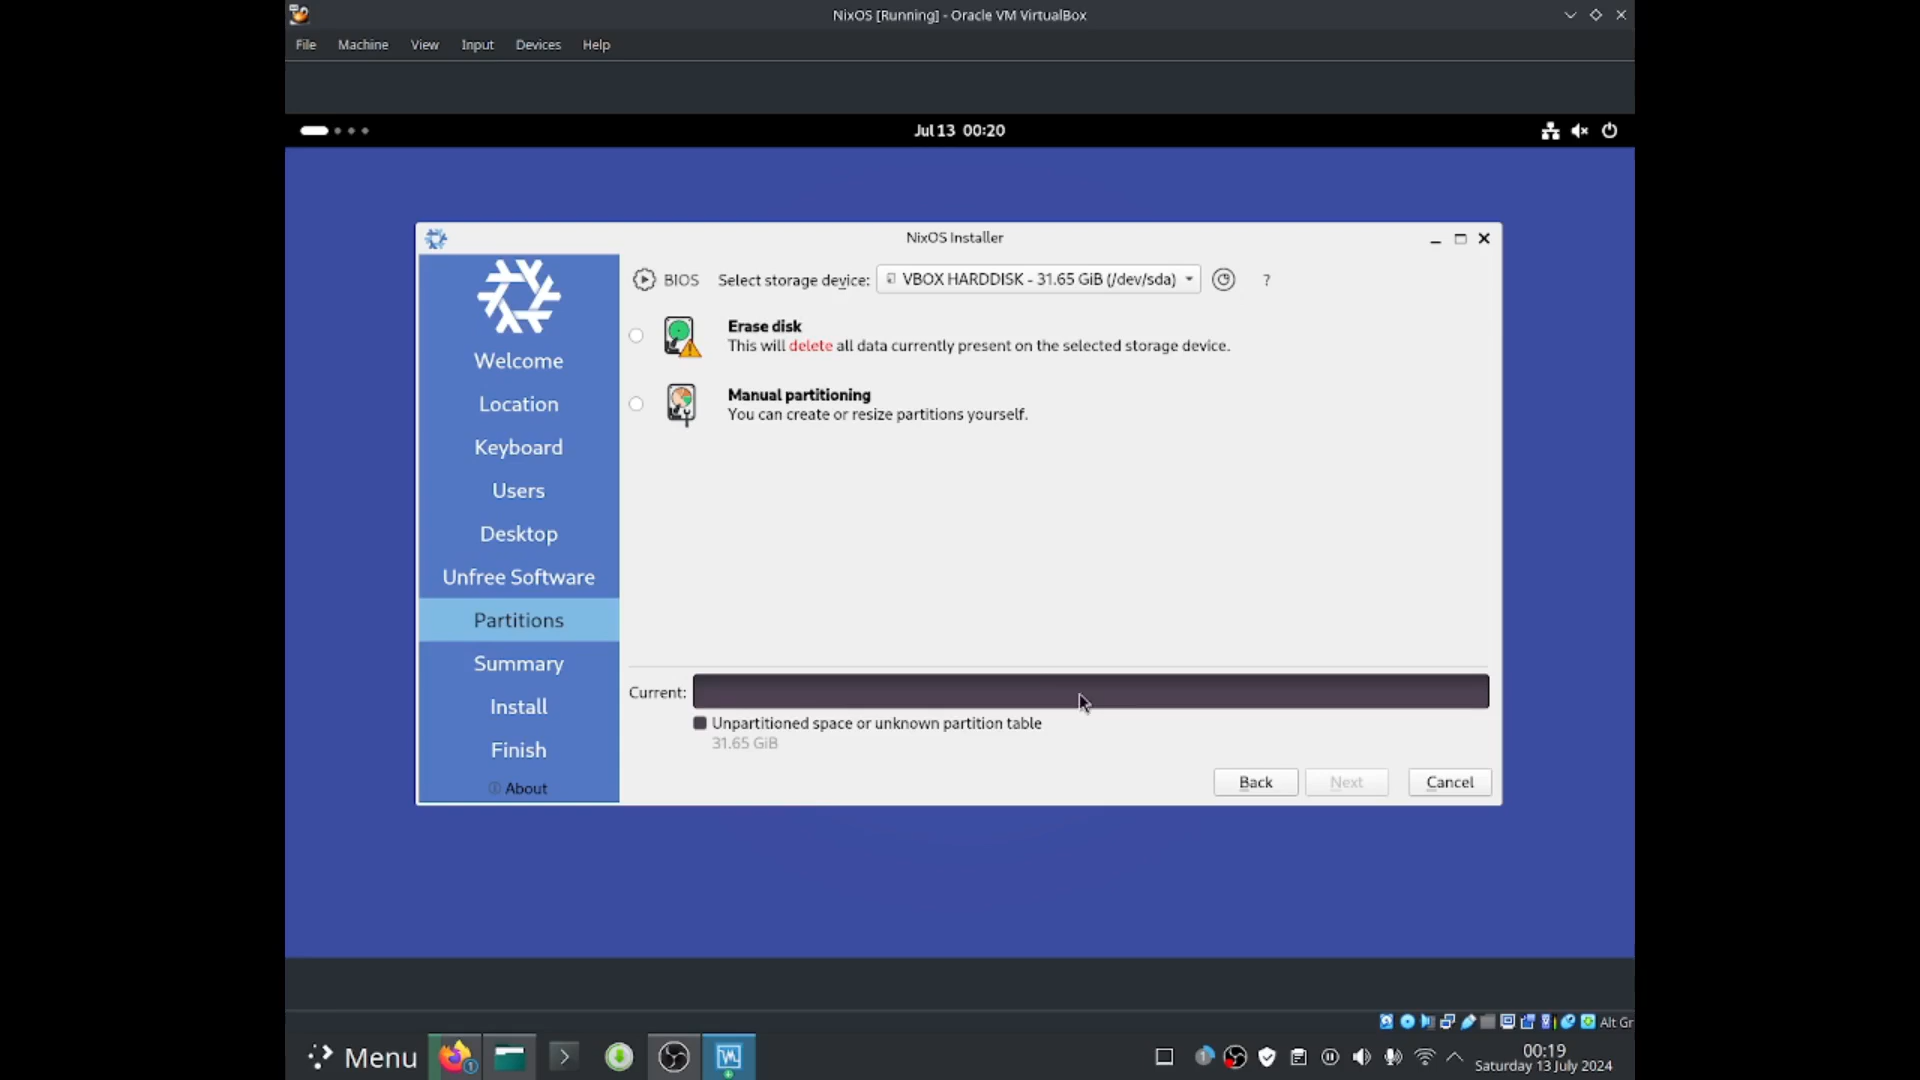 NixOS [Running] - Oracle VM VirtualBox
File Machine View Input Devices Help
Jul 13 00:20
NixOS Installer
BIOS Select storage device: VBOX HARDDISK - 31.65 GiB (/dev/sda) ?
Erase disk
This will delete all data currently present on the selected storage device.
Manual partitioning
You can create or resize partitions yourself.
Welcome
Location
Keyboard
Users
Desktop
Unfree Software
Partitions
Summary
Install
Finish
About
Current:
Unpartitioned space or unknown partition table
31.65 GiB
Back Next Cancel
Alt Gr
Menu
1
1
00:19
Saturday 13 July 2024